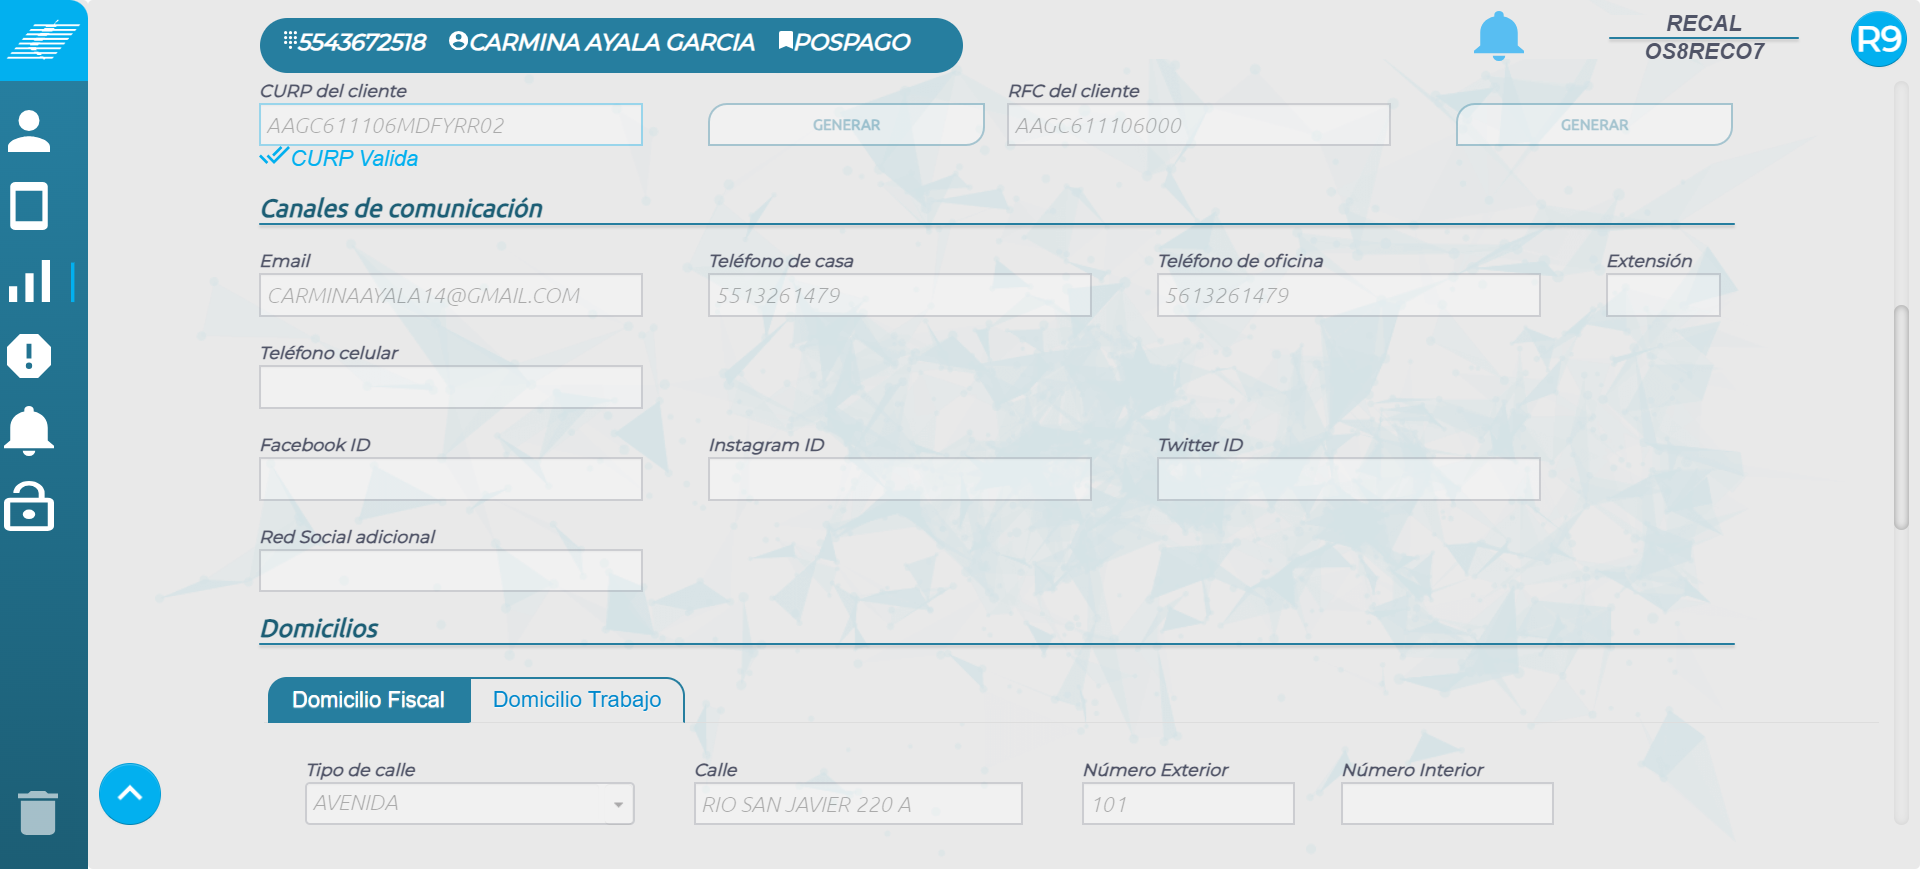 5543672518 CARMINA AYALA GARCIA POSPAGO
RECAL
OS8RECO7
R9
CURP del cliente
RFC del cliente
AAGC611106MDFYRR02
GENERAR
AAGC611106000
GENERAR
CURP Valida
Canales de comunicación
Email
Teléfono de casa
Teléfono de oficina
Extensión
CARMINAAYALA14@GMAIL.COM
5513261479
5613261479
Teléfono celular
Facebook ID
Instagram ID
Twitter ID
Red Social adicional
Domicilios
Domicilio Fiscal
Domicilio Trabajo
Tipo de calle
Calle
Número Exterior
Número Interior
AVENIDA
RIO SAN JAVIER 220 A
101